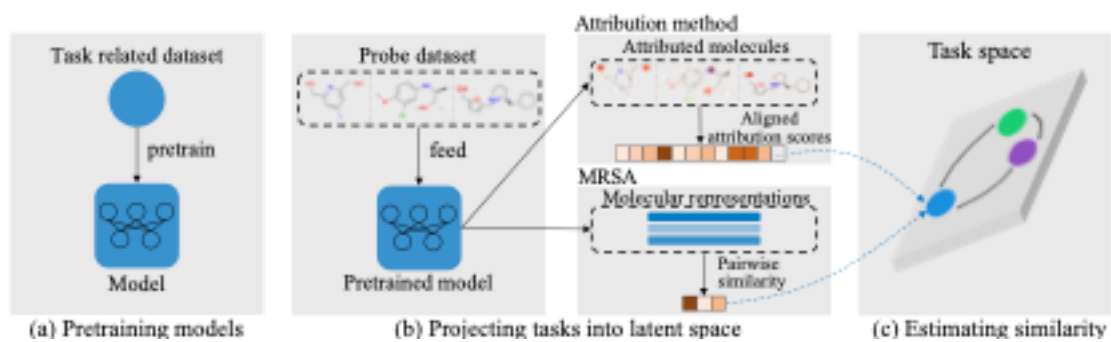 Task related dataset
pretrain
Model
(a) Pretraining models
Probe dataset
feed
Pretrained model
Attribution method
Attributed molecules
Aligned
attribution scores
MRSA
Molecular representations
Pairwise
similarity
(b) Projecting tasks into latent space
Task space
(c) Estimating similarity